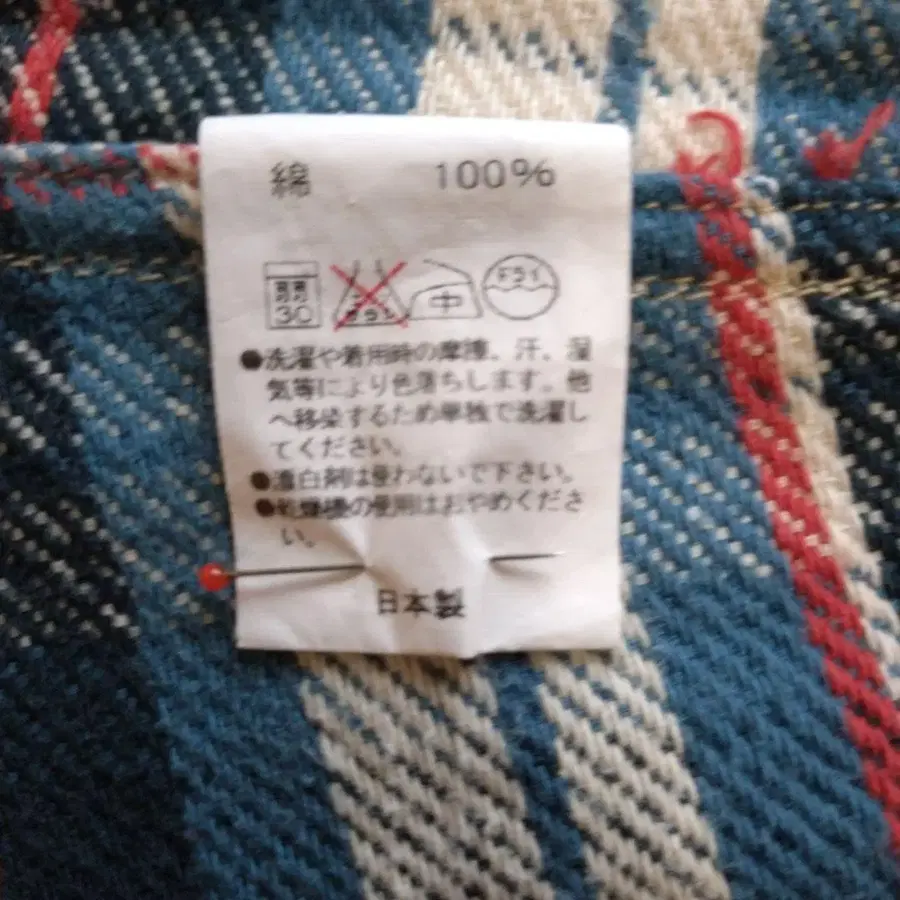 綿 100%
30 中 ドライ
●洗濯や着用時の摩擦、汗、湿
気等により色落ちします。他
へ移染するため単独で洗濯し
てください。
●漂白剤は使わないで下さい。
●乾燥機の使用はおやめくださ
い。
日本製